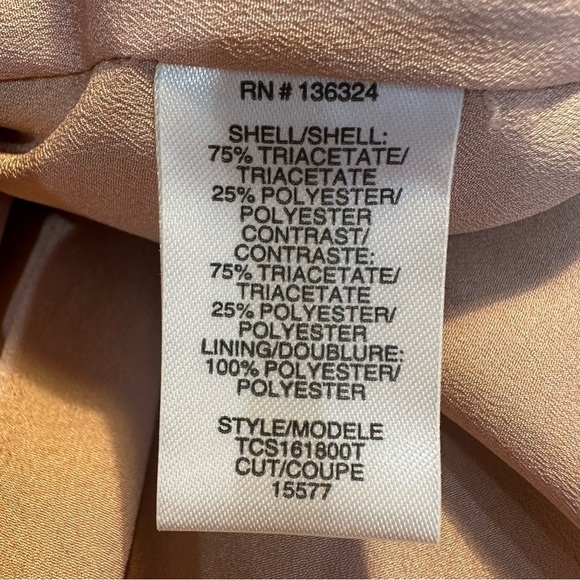 RN # 136324
SHELL/SHELL:
75% TRIACETATE/
TRIACETATE
25% POLYESTER/
POLYESTER
CONTRAST/
CONTRASTE:
75% TRIACETATE/
TRIACETATE
25% POLYESTER/
POLYESTER
LINING/DOUBLURE:
100% POLYESTER/
POLYESTER
STYLE/MODELE
TCS161800T
CUT/COUPE
15577